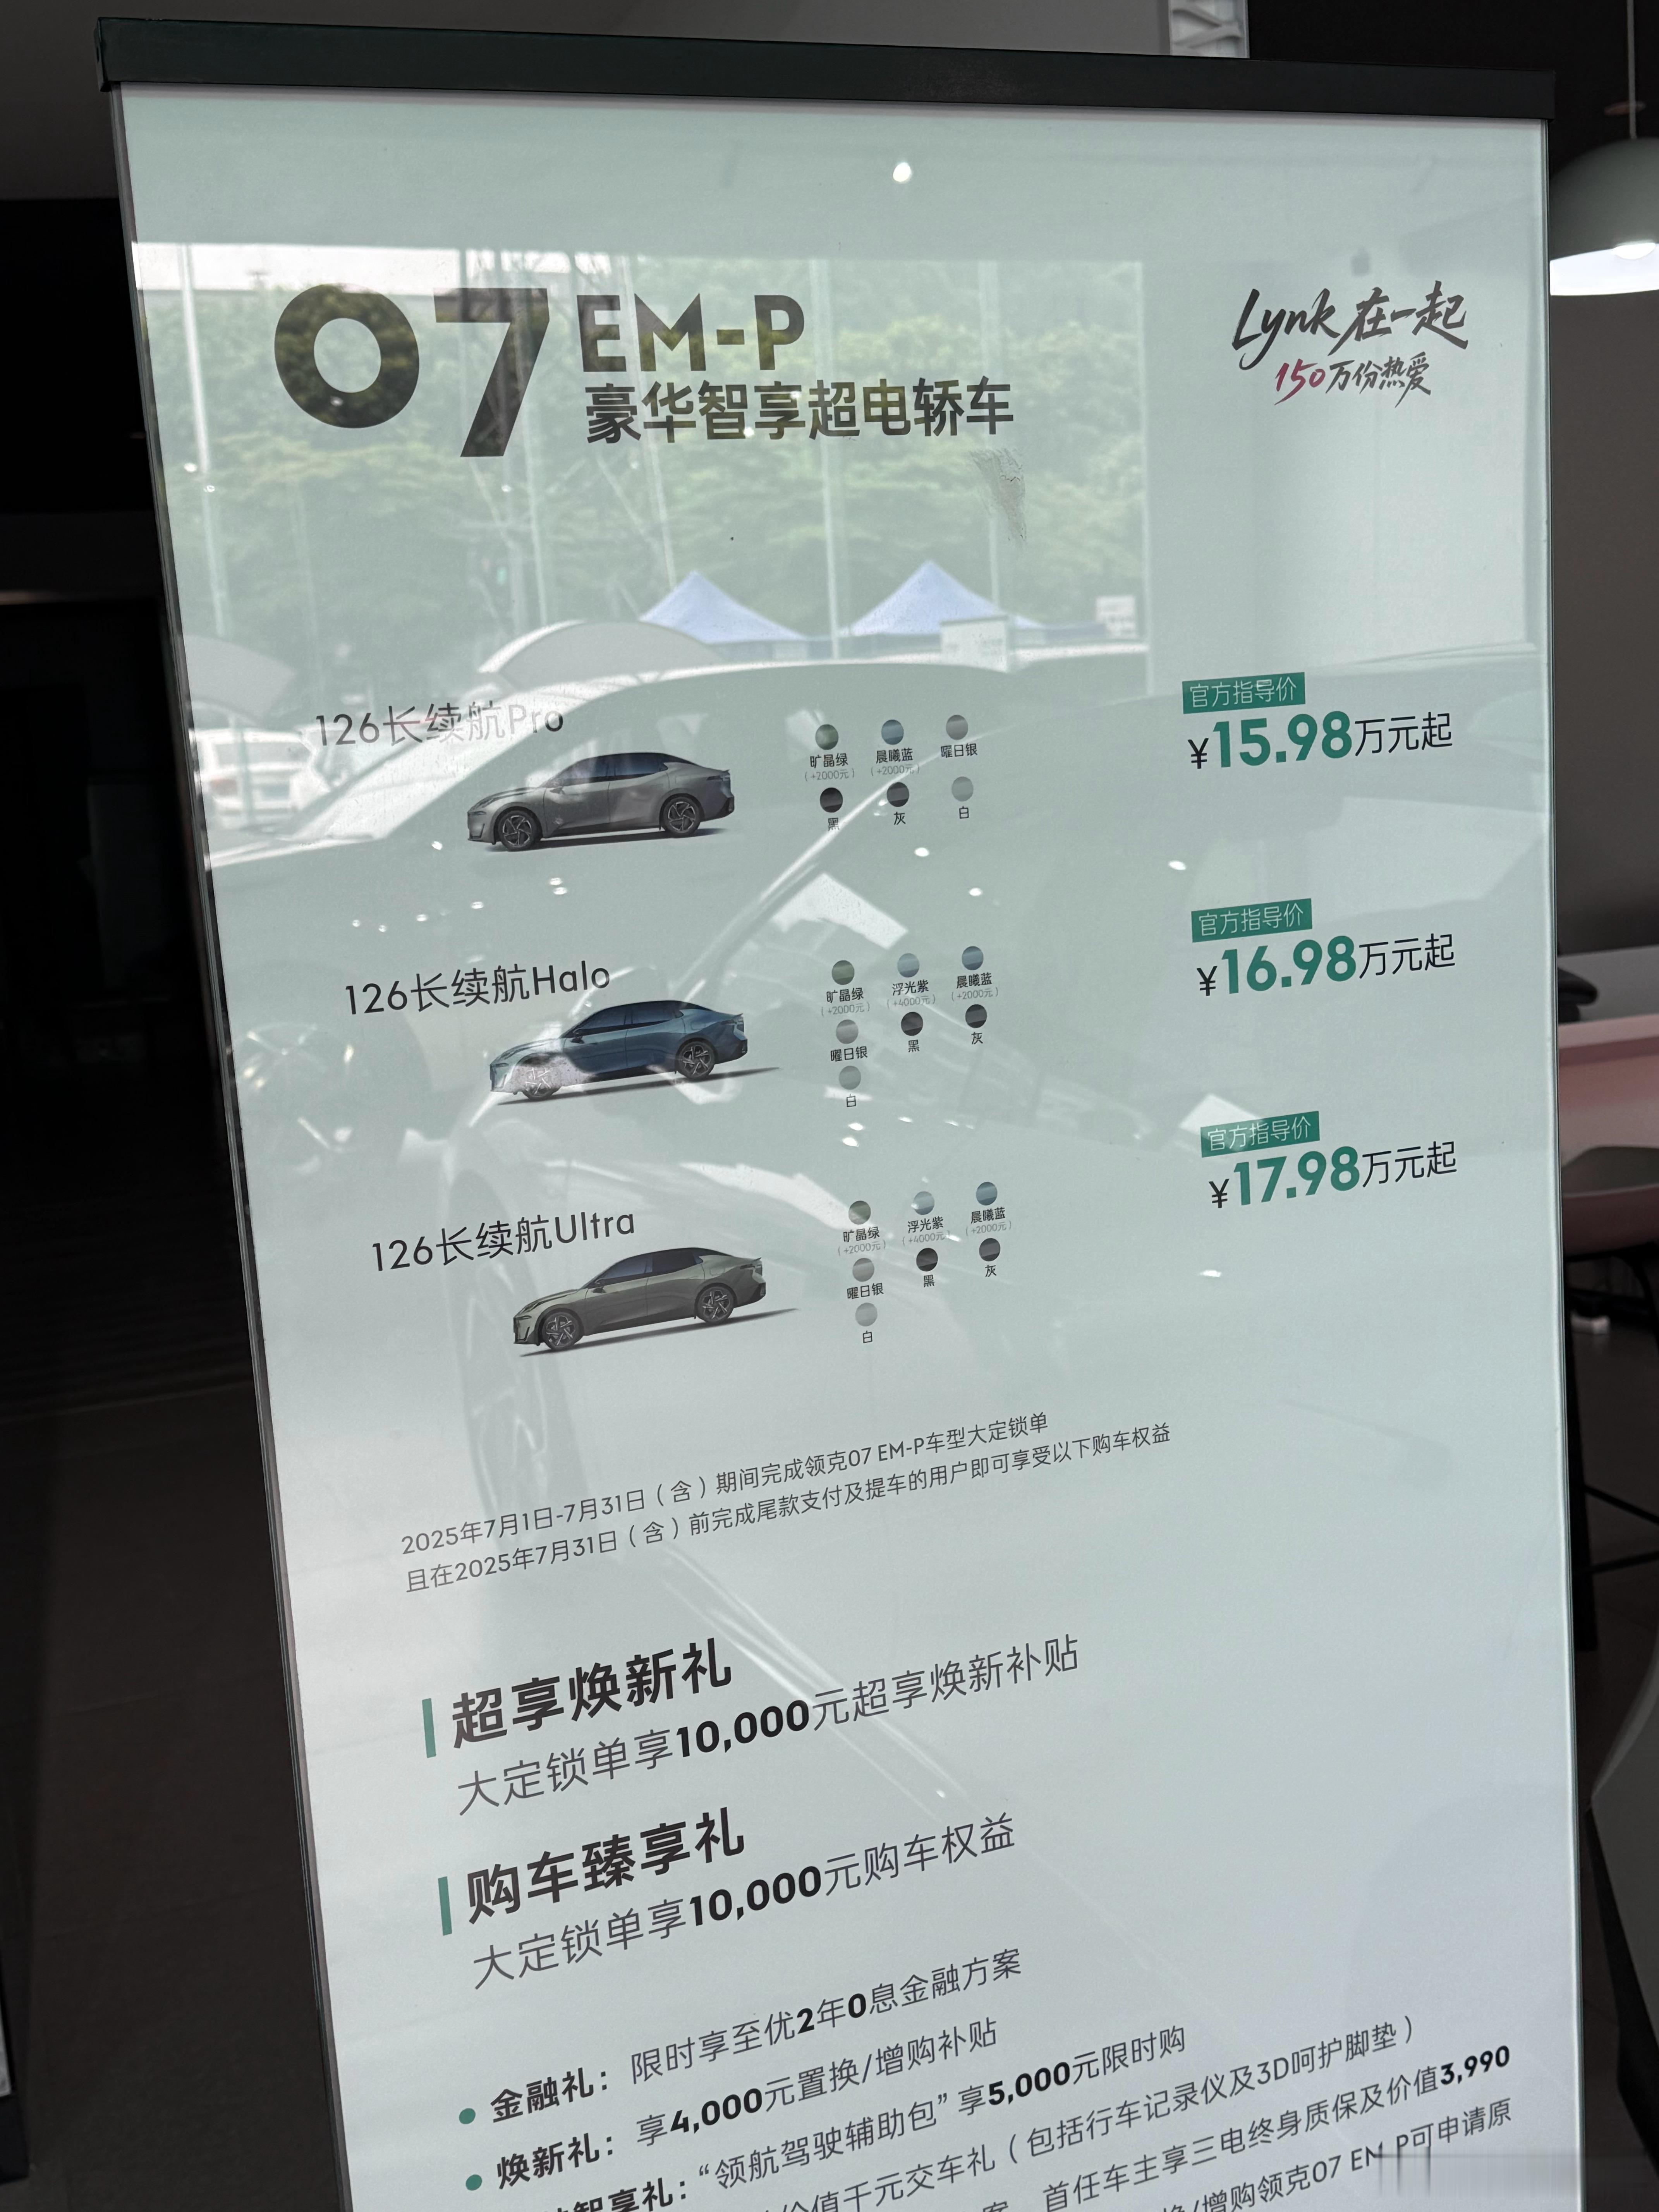 07 EM-P
豪华智享超电轿车
Lynk在一起
150万份热爱
126长续航Pro
旷晶绿 晨曦蓝 曜日银
(+2000元) (+2000元)
黑 灰 白
官方指导价
¥15.98万元起
126长续航Halo
旷晶绿 浮光紫 晨曦蓝
(+2000元) (+4000元) (+2000元)
曜日银 黑 灰
白
官方指导价
¥16.98万元起
126长续航Ultra
旷晶绿 浮光紫 晨曦蓝
(+2000元) (+4000元) (+2000元)
曜日银 黑 灰
白
官方指导价
¥17.98万元起
2025年7月1日-7月31日（含）期间完成领克07 EM-P车型大定锁单
且在2025年7月31日（含）前完成尾款支付及提车的用户即可享受以下购车权益
超享焕新礼
大定锁单享10,000元超享焕新补贴
购车臻享礼
大定锁单享10,000元购车权益
• 金融礼：限时享至优2年0息金融方案
• 焕新礼：享4,000元置换/增购补贴
智享礼：“领航驾驶辅助包”享5,000元限时购
价值千元交车礼（包括行车记录仪及3D呵护脚垫）
首任车主享三电终身质保及价值3,990
/增购领克07 EM-P可申请原